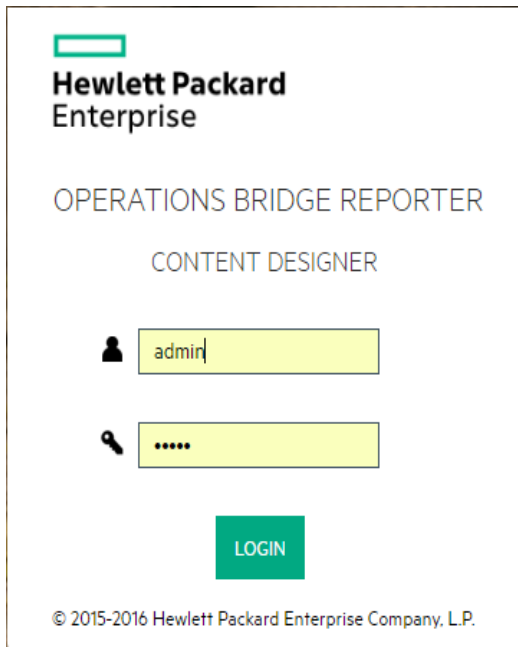 Hewlett Packard
Enterprise
OPERATIONS BRIDGE REPORTER
CONTENT DESIGNER
admin
•••••
LOGIN
© 2015-2016 Hewlett Packard Enterprise Company, L.P.